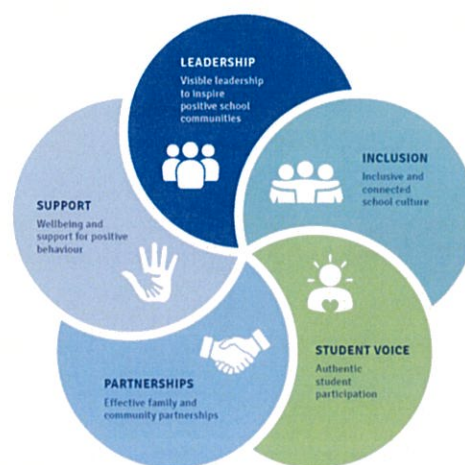 LEADERSHIP
Visible leadership
to inspire
positive school
communities
INCLUSION
Inclusive and
connected
school culture
STUDENT VOICE
Authentic
student
participation
PARTNERSHIPS
Effective family and
community partnerships
SUPPORT
Wellbeing and
support for positive
behaviour